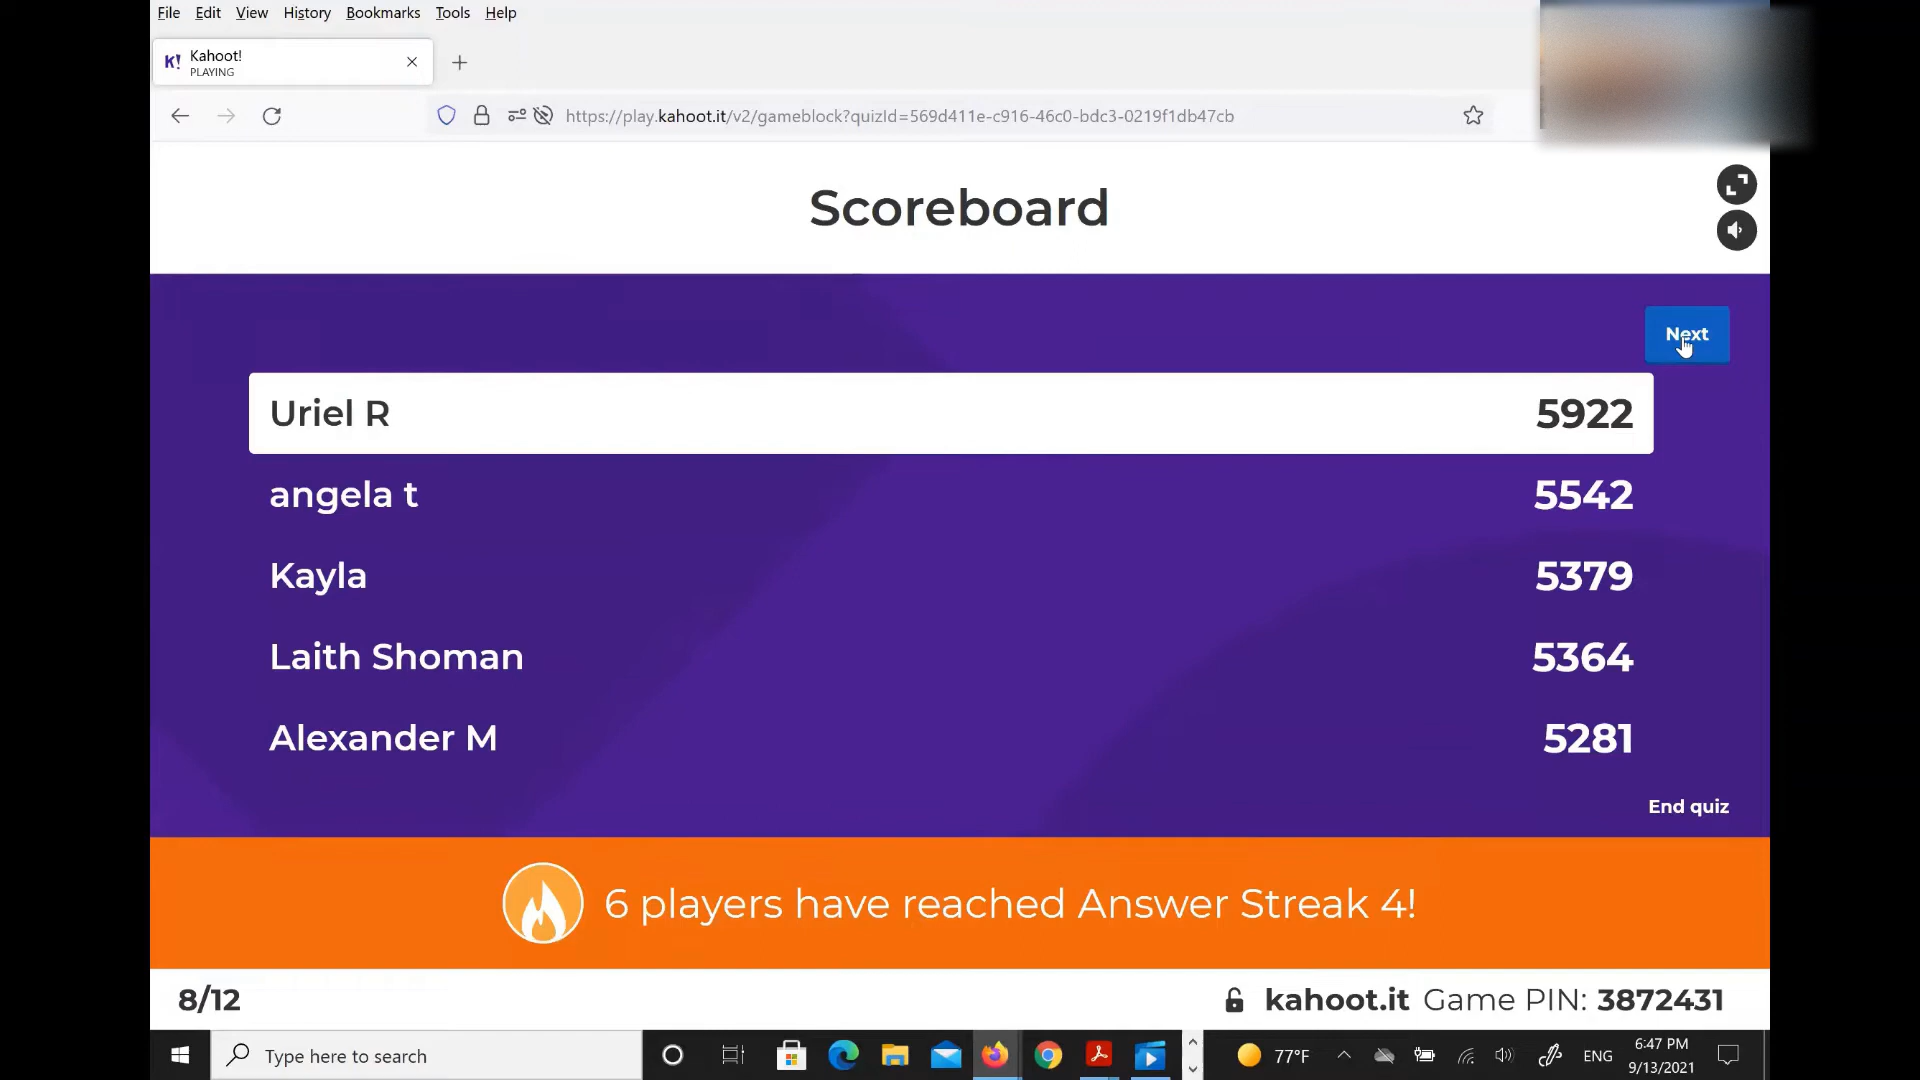 File Edit View History Bookmarks Tools Help
K! Kahoot!
PLAYING
https://play.kahoot.it/v2/gameblock?quizId=569d411e-c916-46c0-bdc3-0219f1db47cb
Scoreboard
Next
Uriel R 5922
angela t 5542
Kayla 5379
Laith Shoman 5364
Alexander M 5281
End quiz
6 players have reached Answer Streak 4!
8/12 kahoot.it Game PIN: 3872431
Type here to search 77°F ENG 6:47 PM
9/13/2021